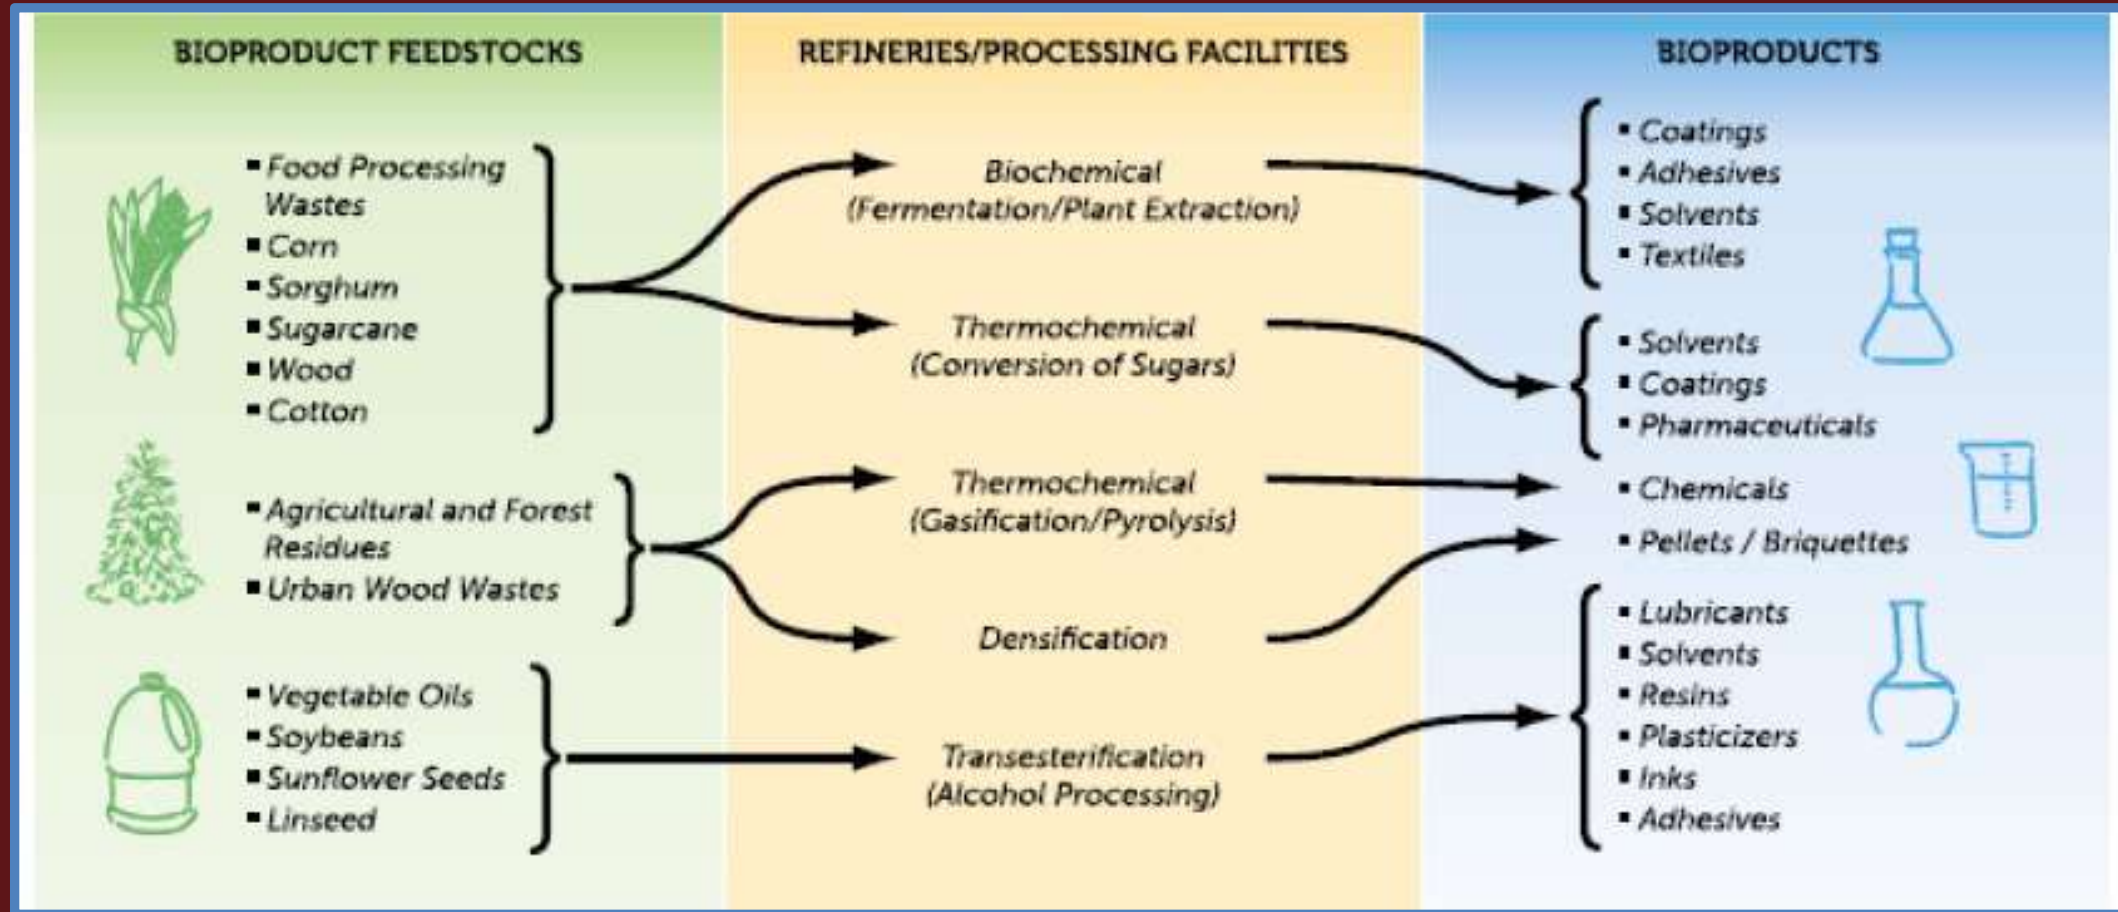 BIOPRODUCT FEEDSTOCKS
▪ Food Processing
Wastes
▪ Corn
▪ Sorghum
▪ Sugarcane
▪ Wood
▪ Cotton
▪ Agricultural and Forest
Residues
▪ Urban Wood Wastes
▪ Vegetable Oils
▪ Soybeans
▪ Sunflower Seeds
▪ Linseed
REFINERIES/PROCESSING FACILITIES
Biochemical
(Fermentation/Plant Extraction)
Thermochemical
(Conversion of Sugars)
Thermochemical
(Gasification/Pyrolysis)
Densification
Transesterification
(Alcohol Processing)
BIOPRODUCTS
▪ Coatings
▪ Adhesives
▪ Solvents
▪ Textiles
▪ Solvents
▪ Coatings
▪ Pharmaceuticals
▪ Chemicals
▪ Pellets / Briquettes
▪ Lubricants
▪ Solvents
▪ Resins
▪ Plasticizers
▪ Inks
▪ Adhesives